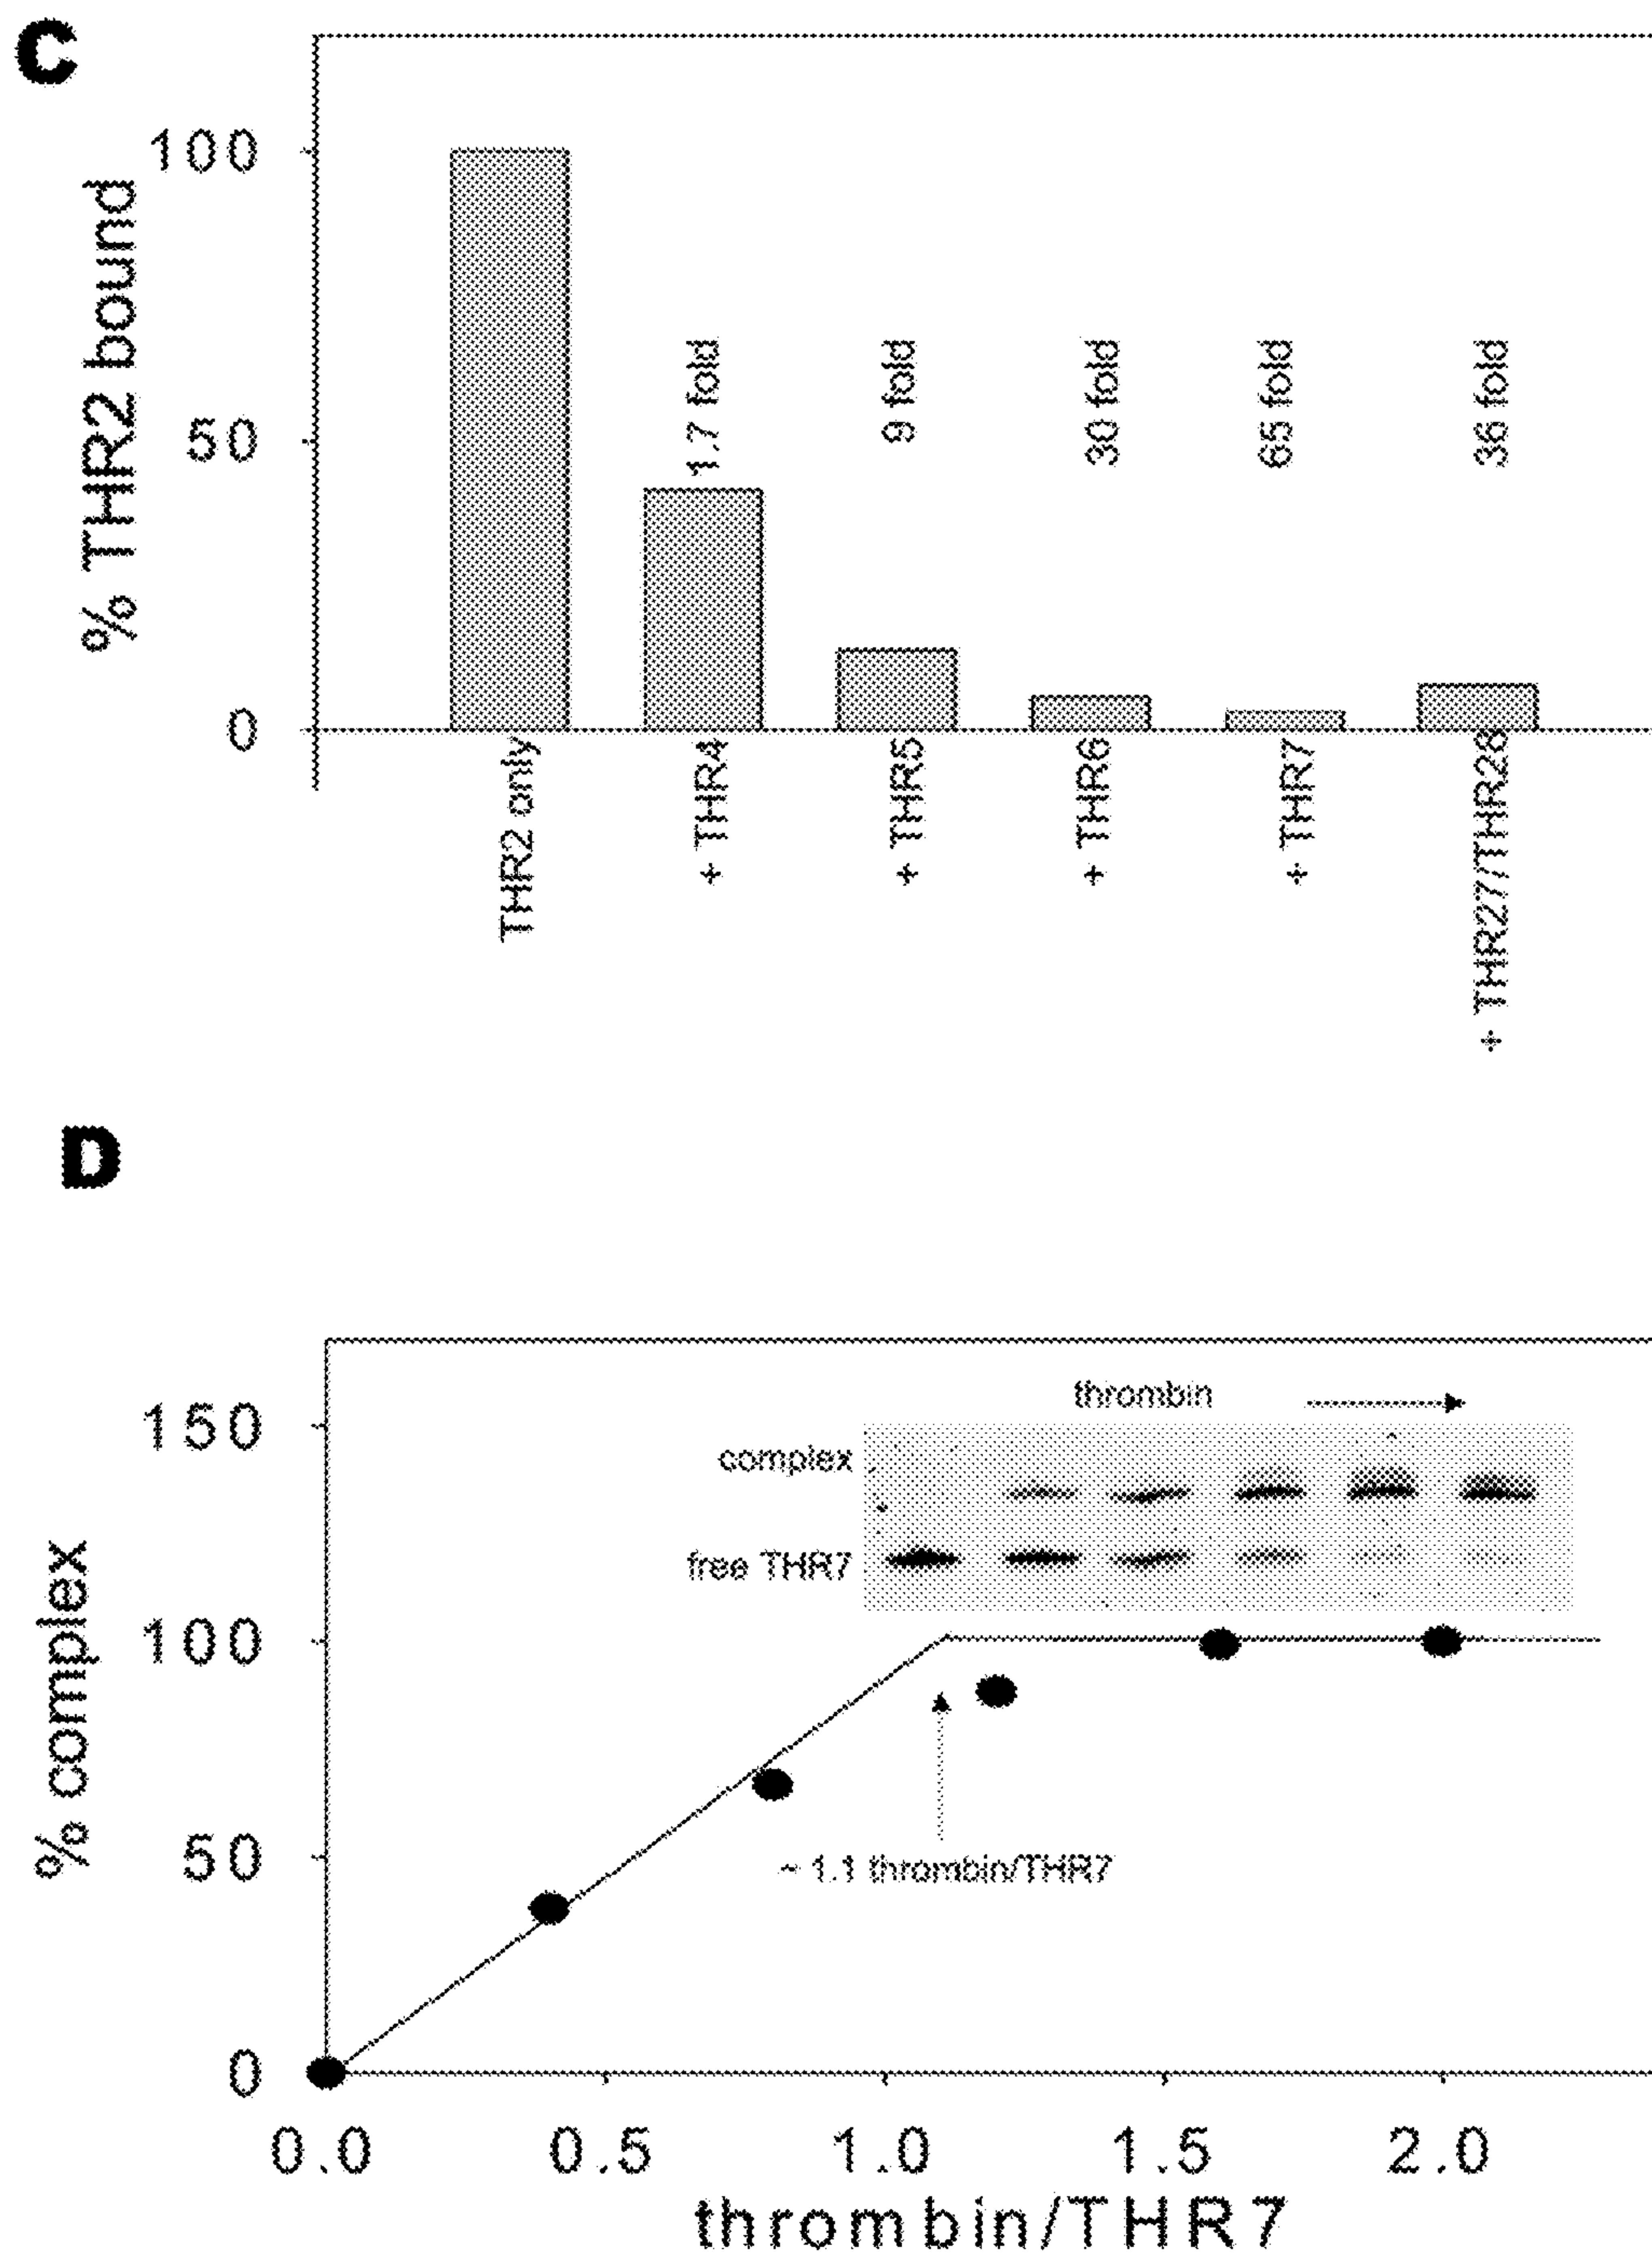 C
% THR2 bound
100
50
0
1.7 fold
9 fold
30 fold
65 fold
36 fold
THR2 only
+ THR4
+ THR5
+ THR6
+ THR7
+ THR27/THR28
D
% complex
150
100
50
0
thrombin
complex
free THR7
~ 1.1 thrombin/THR7
0.0 0.5 1.0 1.5 2.0
thrombin/THR7